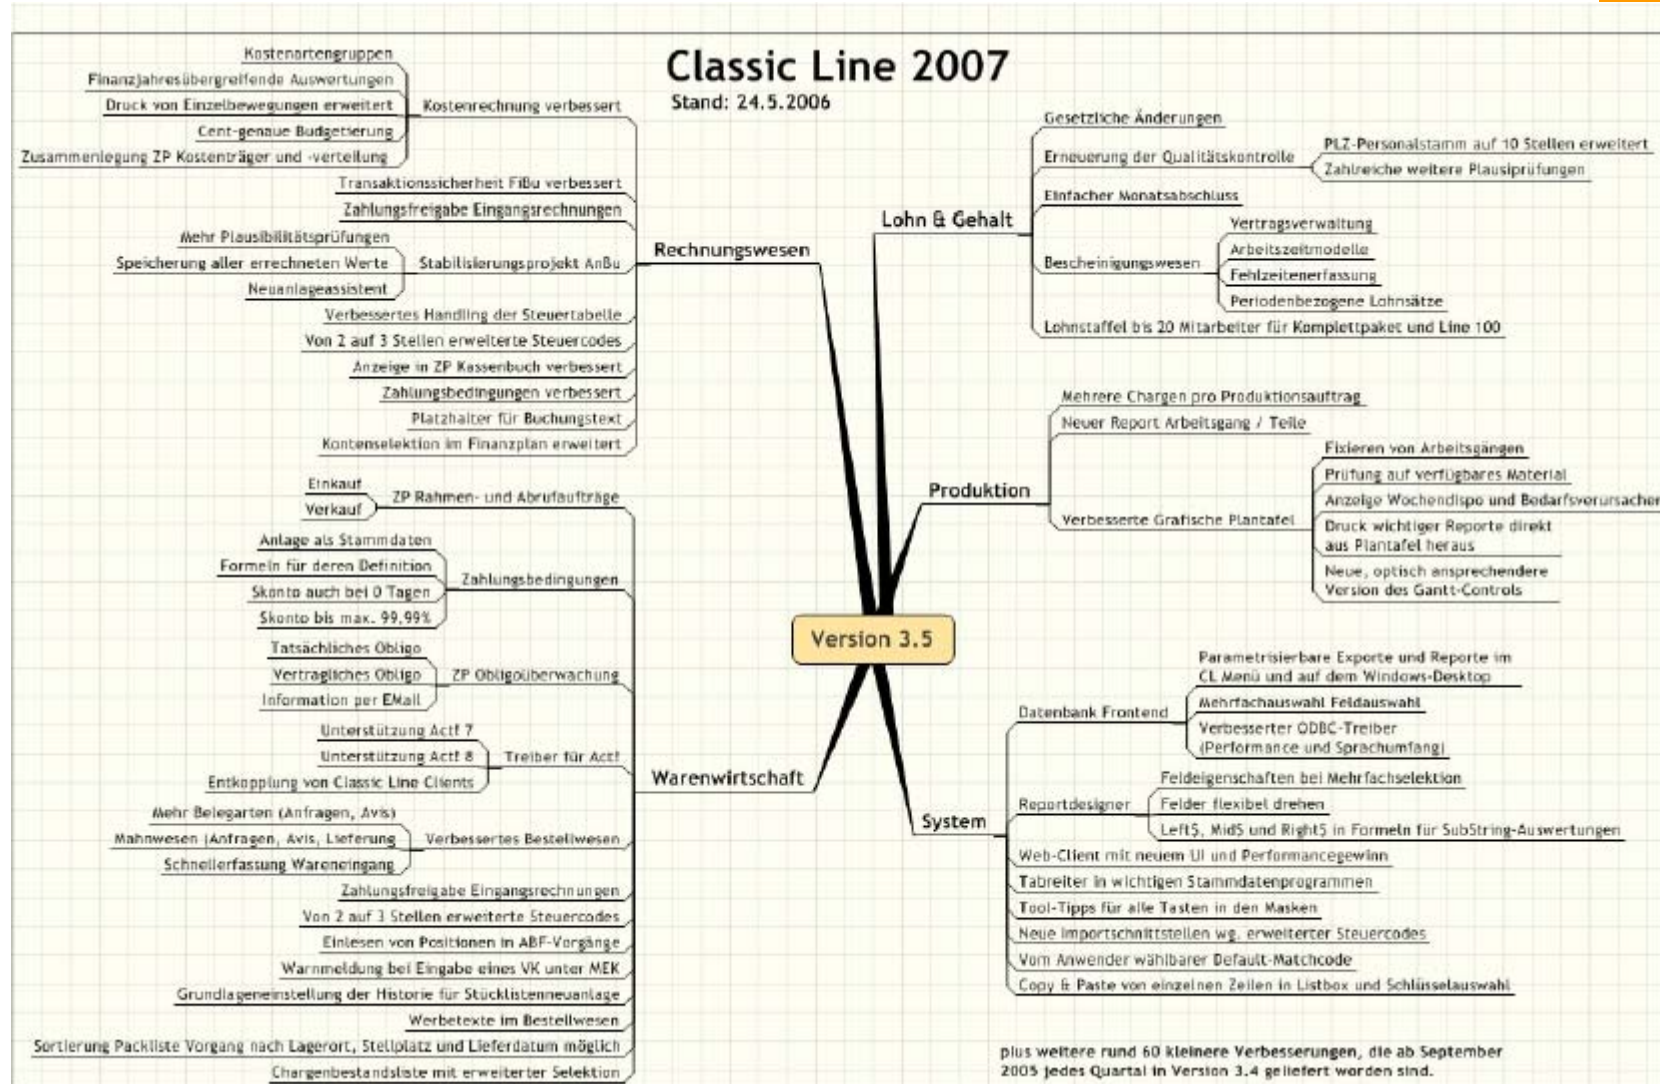 Classic Line 2007
Stand: 24.5.2006
Version 3.5
Rechnungswesen
Kostenrechnung verbessert
Kostenartengruppen
Finanzjahresübergreifende Auswertungen
Druck von Einzelbewegungen erweitert
Cent-genaue Budgetierung
Zusammenlegung ZP Kostenträger und -verteilung
Transaktionssicherheit FiBu verbessert
Zahlungsfreigabe Eingangsrechnungen
Stabilisierungsprojekt AnBu
Mehr Plausibilitätsprüfungen
Speicherung aller errechneten Werte
Neuanlageassistent
Verbessertes Handling der Steuertabelle
Von 2 auf 3 Stellen erweiterte Steuercodes
Anzeige in ZP Kassenbuch verbessert
Zahlungsbedingungen verbessert
Platzhalter für Buchungstext
Kontenselektion im Finanzplan erweitert
Warenwirtschaft
ZP Rahmen- und Abrufaufträge
Einkauf
Verkauf
Zahlungsbedingungen
Anlage als Stammdaten
Formeln für deren Definition
Skonto auch bei 0 Tagen
Skonto bis max. 99,99%
ZP Obligoüberwachung
Tatsächliches Obligo
Vertragliches Obligo
Information per EMail
Treiber für Act!
Unterstützung Act! 7
Unterstützung Act! 8
Entkopplung von Classic Line Clients
Verbessertes Bestellwesen
Mehr Belegarten (Anfragen, Avis)
Mahnwesen (Anfragen, Avis, Lieferung
Schnellerfassung Wareneingang
Zahlungsfreigabe Eingangsrechnungen
Von 2 auf 3 Stellen erweiterte Steuercodes
Einlesen von Positionen in ABF-Vorgänge
Warnmeldung bei Eingabe eines VK unter MEK
Grundlageneinstellung der Historie für Stücklistenneuanlage
Werbetexte im Bestellwesen
Sortierung Packliste Vorgang nach Lagerort, Stellplatz und Lieferdatum möglich
Chargenbestandsliste mit erweiterter Selektion
Lohn & Gehalt
Gesetzliche Änderungen
Erneuerung der Qualitätskontrolle
PLZ-Personalstamm auf 10 Stellen erweitert
Zahlreiche weitere Plausiprüfungen
Einfacher Monatsabschluss
Bescheinigungswesen
Vertragsverwaltung
Arbeitszeitmodelle
Fehlzeitenerfassung
Periodenbezogene Lohnsätze
Lohnstaffel bis 20 Mitarbeiter für Komplettpaket und Line 100
Produktion
Mehrere Chargen pro Produktionsauftrag
Neuer Report Arbeitsgang / Teile
Verbesserte Grafische Plantafel
Fixieren von Arbeitsgängen
Prüfung auf verfügbares Material
Anzeige Wochendispo und Bedarfsverursacher
Druck wichtiger Reporte direkt
aus Plantafel heraus
Neue, optisch ansprechendere
Version des Gantt-Controls
System
Datenbank Frontend
Parametrisierbare Exporte und Reporte im
CL Menü und auf dem Windows-Desktop
Mehrfachauswahl Feldauswahl
Verbesserter ODBC-Treiber
(Performance und Sprachumfang)
Reportdesigner
Feldeigenschaften bei Mehrfachselektion
Felder flexibel drehen
Left$, Mid$ und Right$ in Formeln für SubString-Auswertungen
Web-Client mit neuem UI und Performancegewinn
Tabreiter in wichtigen Stammdatenprogrammen
Tool-Tipps für alle Tasten in den Masken
Neue Importschnittstellen wg. erweiterter Steuercodes
Vom Anwender wählbarer Default-Matchcode
Copy & Paste von einzelnen Zeilen in Listbox und Schlüsselauswahl
plus weitere rund 60 kleinere Verbesserungen, die ab September
2005 jedes Quartal in Version 3.4 geliefert worden sind.